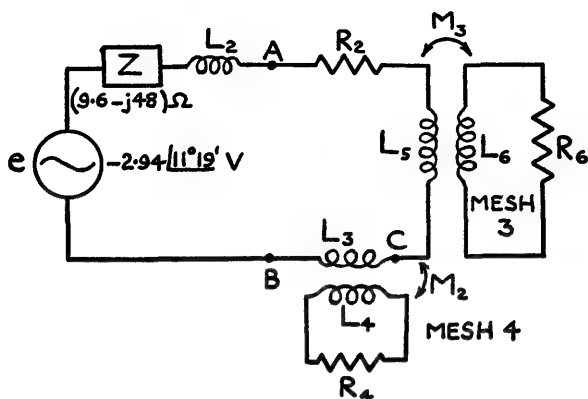 M₃
L₂
A
R₂
Z
(9·6-j48)Ω
e
-2·94∠11°19' V
L₅
L₆
R₆
MESH
3
L₃
C
B
M₂
L₄
MESH 4
R₄